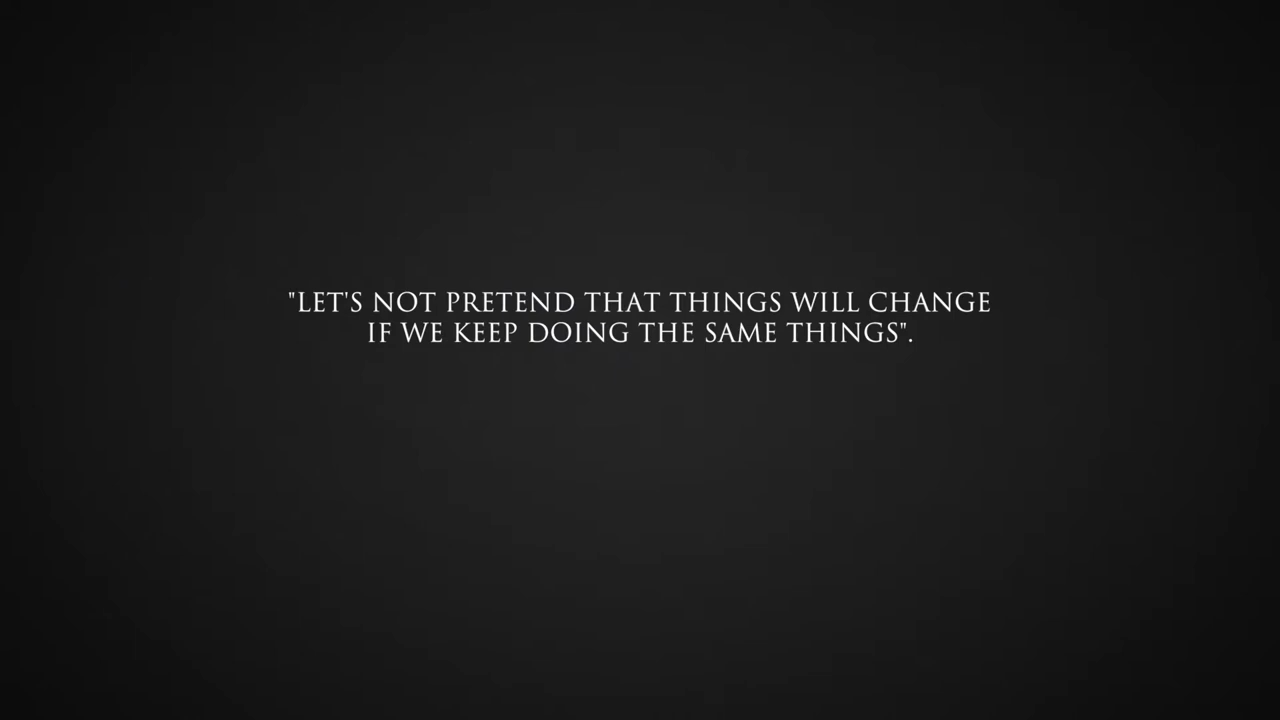 "LET'S NOT PRETEND THAT THINGS WILL CHANGE
IF WE KEEP DOING THE SAME THINGS".